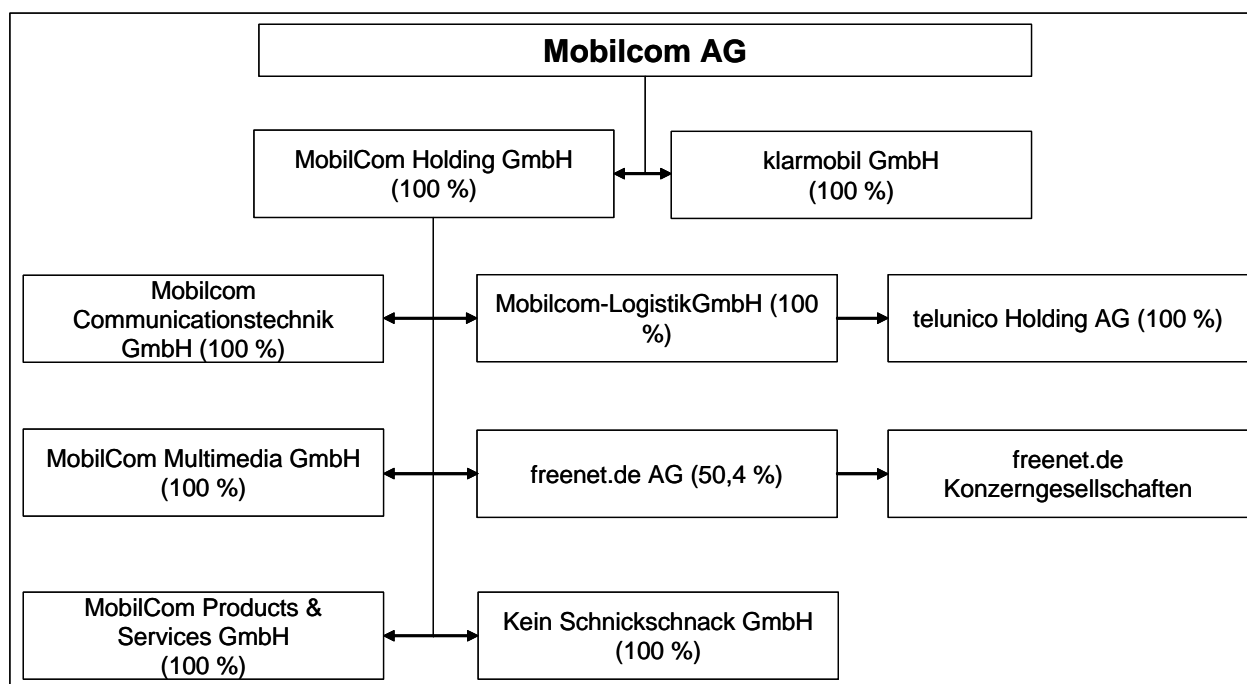 Mobilcom AG
MobilCom Holding GmbH
(100 %)
klarmobil GmbH
(100 %)
Mobilcom
Communicationstechnik
GmbH (100 %)
Mobilcom-LogistikGmbH (100
%)
telunico Holding AG (100 %)
MobilCom Multimedia GmbH
(100 %)
freenet.de AG (50,4 %)
freenet.de
Konzerngesellschaften
MobilCom Products &
Services GmbH
(100 %)
Kein Schnickschnack GmbH
(100 %)